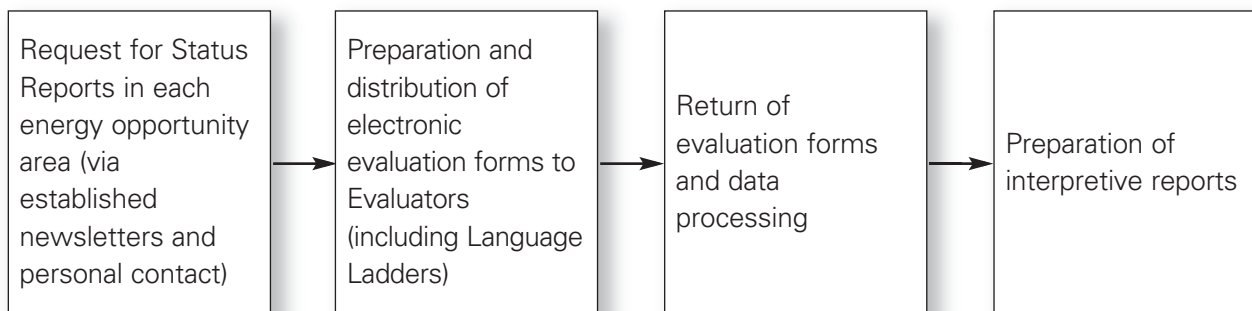 Request for Status
Reports in each
energy opportunity
area (via
established
newsletters and
personal contact)
Preparation and
distribution of
electronic
evaluation forms to
Evaluators
(including Language
Ladders)
Return of
evaluation forms
and data
processing
Preparation of
interpretive reports